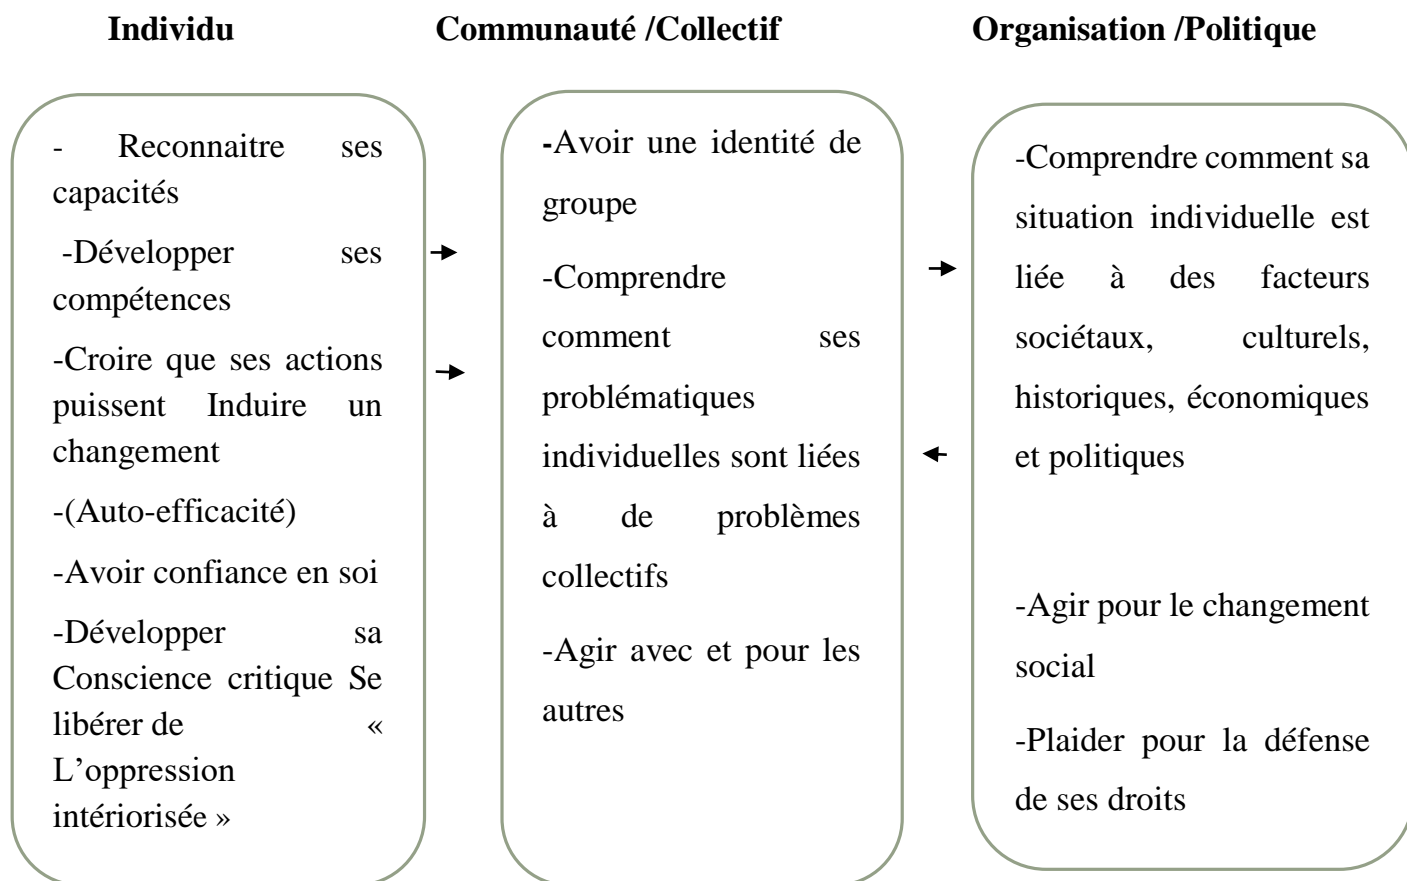 Individu
Communauté /Collectif
Organisation /Politique
- Reconnaitre ses
capacités
-Développer ses
compétences
-Croire que ses actions
puissent Induire un
changement
-(Auto-efficacité)
-Avoir confiance en soi
-Développer sa
Conscience critique Se
libérer de «
L’oppression
intériorisée »
-Avoir une identité de
groupe
-Comprendre
comment ses
problématiques
individuelles sont liées
à de problèmes
collectifs
-Agir avec et pour les
autres
-Comprendre comment sa
situation individuelle est
liée à des facteurs
sociétaux, culturels,
historiques, économiques
et politiques
-Agir pour le changement
social
-Plaider pour la défense
de ses droits